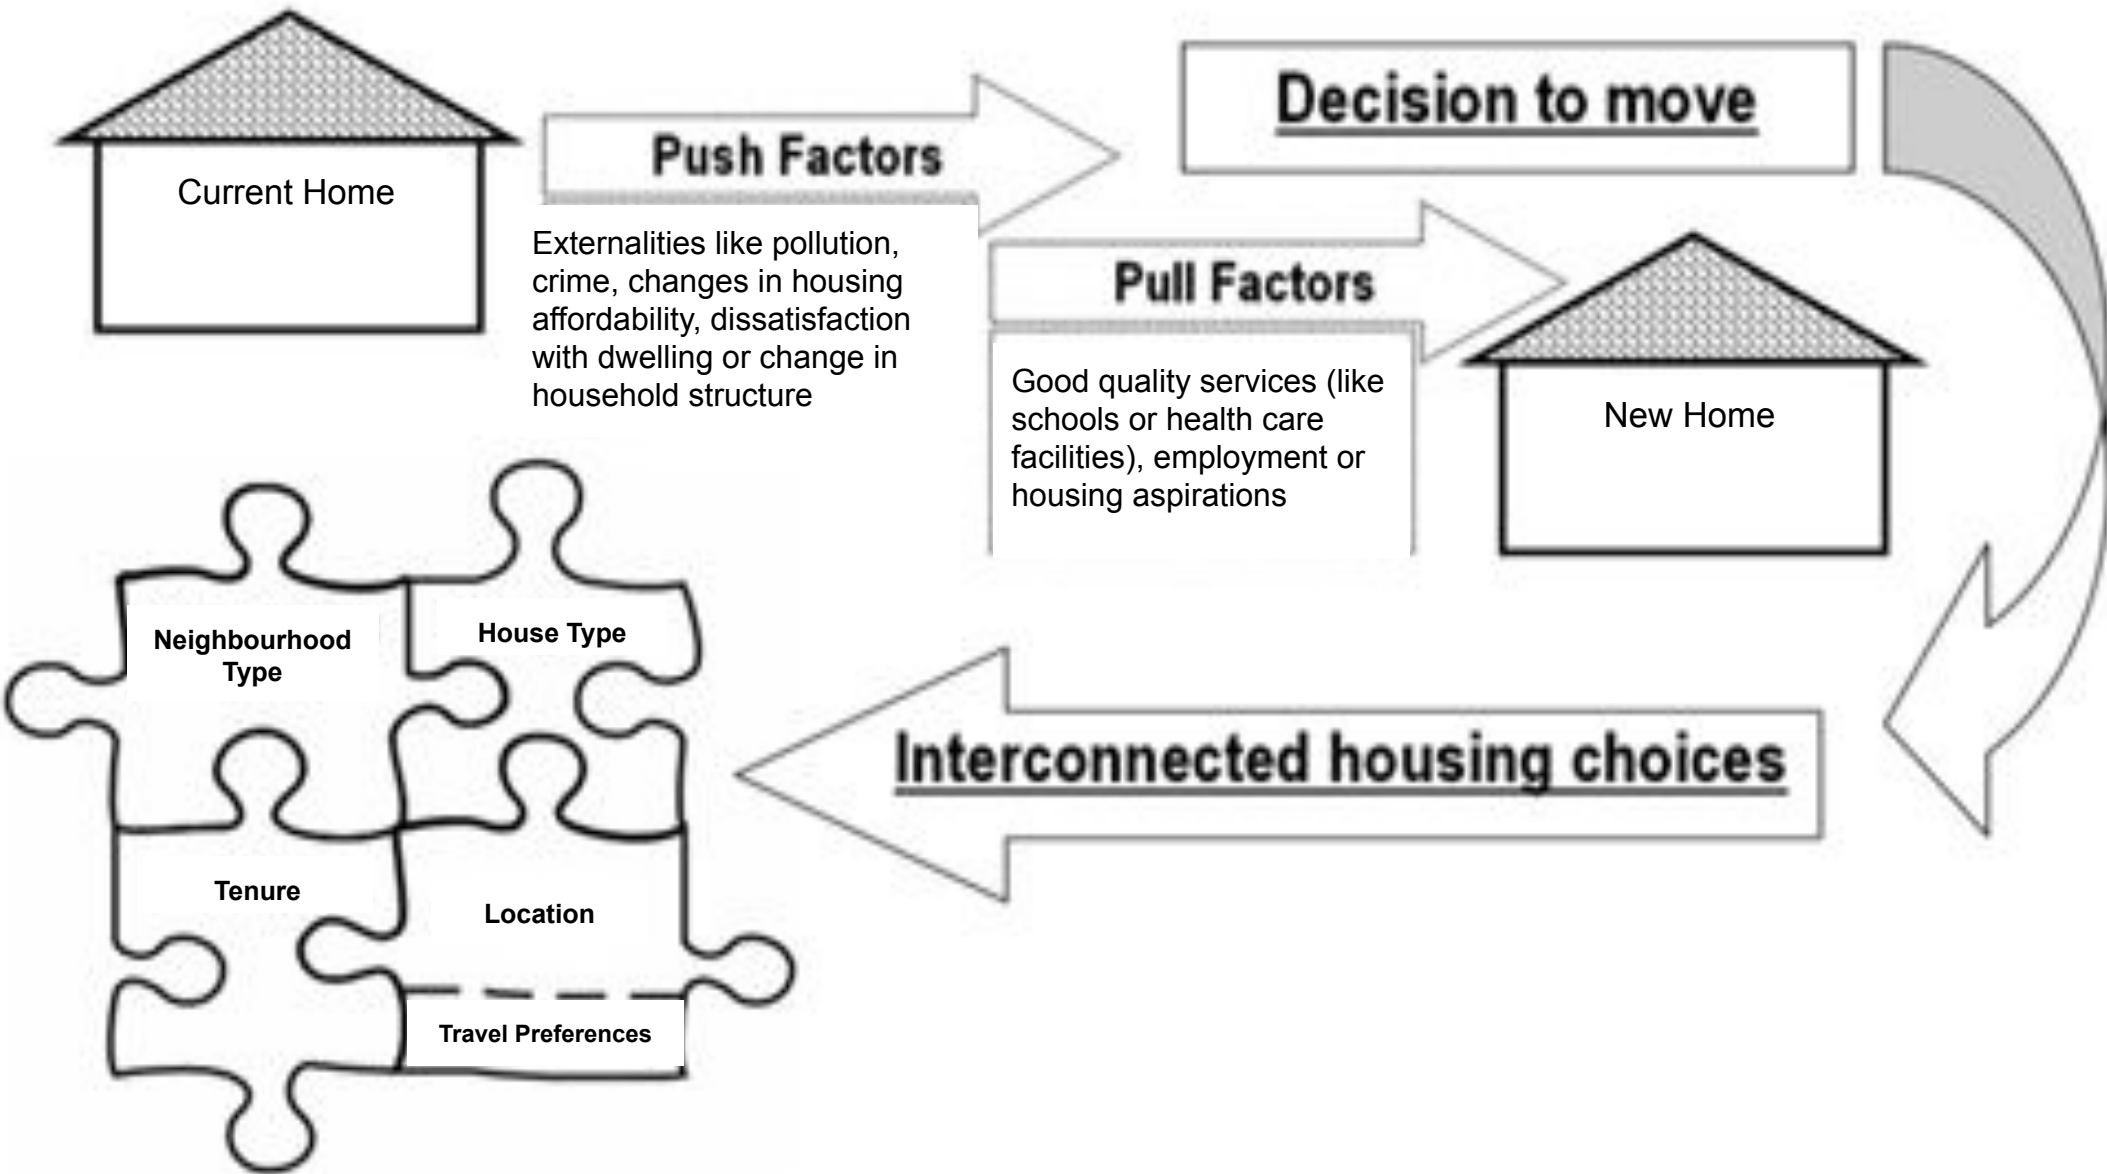 Current Home
Push Factors
Externalities like pollution,
crime, changes in housing
affordability, dissatisfaction
with dwelling or change in
household structure
Decision to move
Pull Factors
Good quality services (like
schools or health care
facilities), employment or
housing aspirations
New Home
Interconnected housing choices
Neighbourhood
Type
House Type
Tenure
Location
Travel Preferences